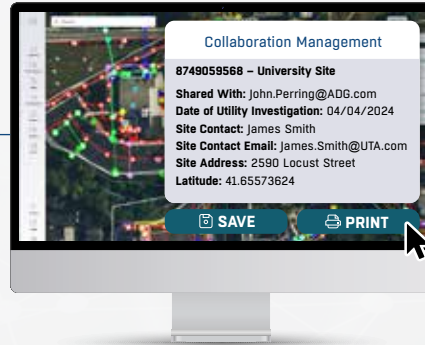 Collaboration Management
8749059568 – University Site
Shared With: John.Perring@ADG.com
Date of Utility Investigation: 04/04/2024
Site Contact: James Smith
Site Contact Email: James.Smith@UTA.com
Site Address: 2590 Locust Street
Latitude: 41.65573624
SAVE
PRINT